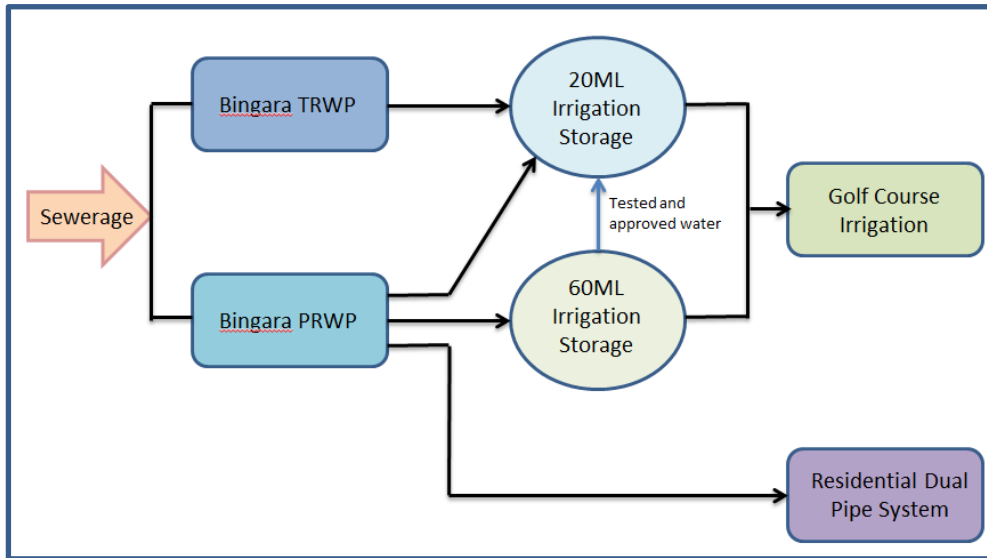 Sewerage
Bingara TRWP
Bingara PRWP
20ML
Irrigation
Storage
Tested and
approved water
60ML
Irrigation
Storage
Golf Course
Irrigation
Residential Dual
Pipe System